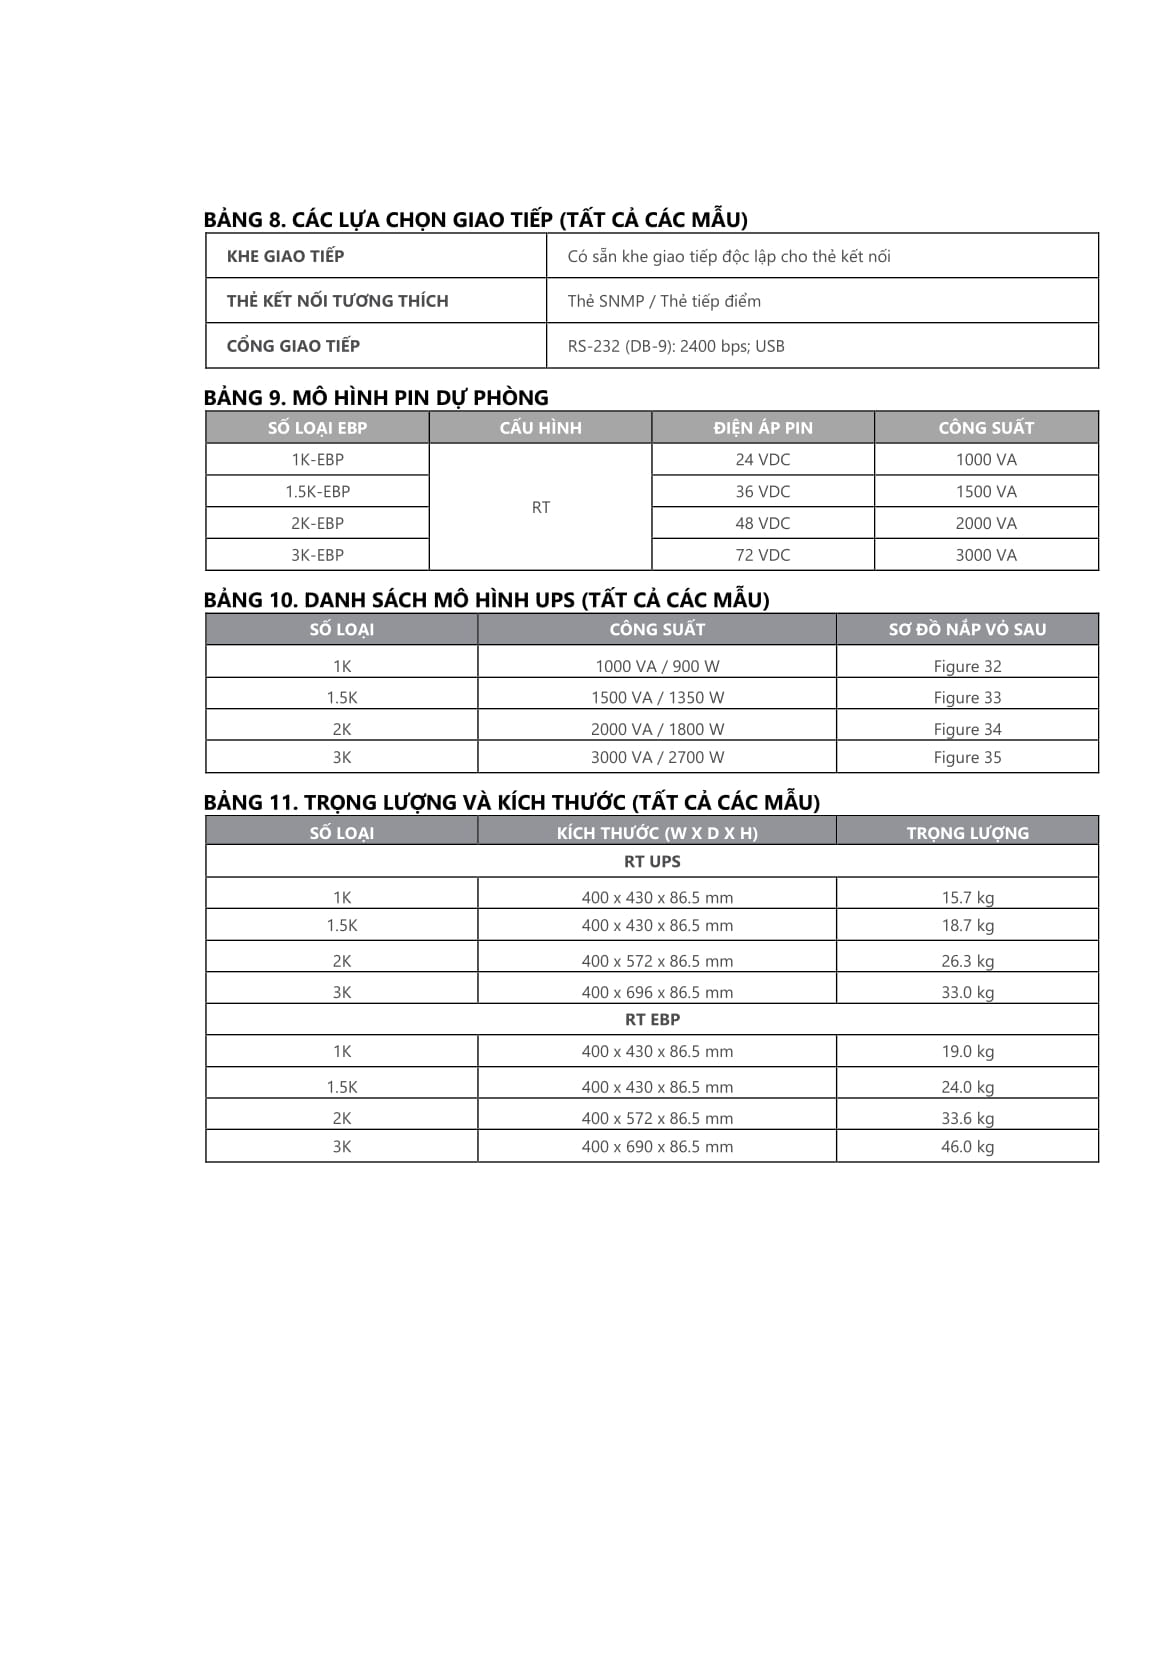 BẢNG 8. CÁC LỰA CHỌN GIAO TIẾP (TẤT CẢ CÁC MẪU)
KHE GIAO TIẾP Có sẵn khe giao tiếp độc lập cho thẻ kết nối
THẺ KẾT NỐI TƯƠNG THÍCH Thẻ SNMP / Thẻ tiếp điểm
CỔNG GIAO TIẾP RS-232 (DB-9): 2400 bps; USB
BẢNG 9. MÔ HÌNH PIN DỰ PHÒNG
SỐ LOẠI EBP CẤU HÌNH ĐIỆN ÁP PIN CÔNG SUẤT
1K-EBP 24 VDC 1000 VA
1.5K-EBP 36 VDC 1500 VA
RT
2K-EBP 48 VDC 2000 VA
3K-EBP 72 VDC 3000 VA
BẢNG 10. DANH SÁCH MÔ HÌNH UPS (TẤT CẢ CÁC MẪU)
SỐ LOẠI CÔNG SUẤT SƠ ĐỒ NẮP VỎ SAU
1K 1000 VA / 900 W Figure 32
1.5K 1500 VA / 1350 W Figure 33
2K 2000 VA / 1800 W Figure 34
3K 3000 VA / 2700 W Figure 35
BẢNG 11. TRỌNG LƯỢNG VÀ KÍCH THƯỚC (TẤT CẢ CÁC MẪU)
SỐ LOẠI KÍCH THƯỚC (W X D X H) TRỌNG LƯỢNG
RT UPS
1K 400 x 430 x 86.5 mm 15.7 kg
1.5K 400 x 430 x 86.5 mm 18.7 kg
2K 400 x 572 x 86.5 mm 26.3 kg
3K 400 x 696 x 86.5 mm 33.0 kg
RT EBP
1K 400 x 430 x 86.5 mm 19.0 kg
1.5K 400 x 430 x 86.5 mm 24.0 kg
2K 400 x 572 x 86.5 mm 33.6 kg
3K 400 x 690 x 86.5 mm 46.0 kg